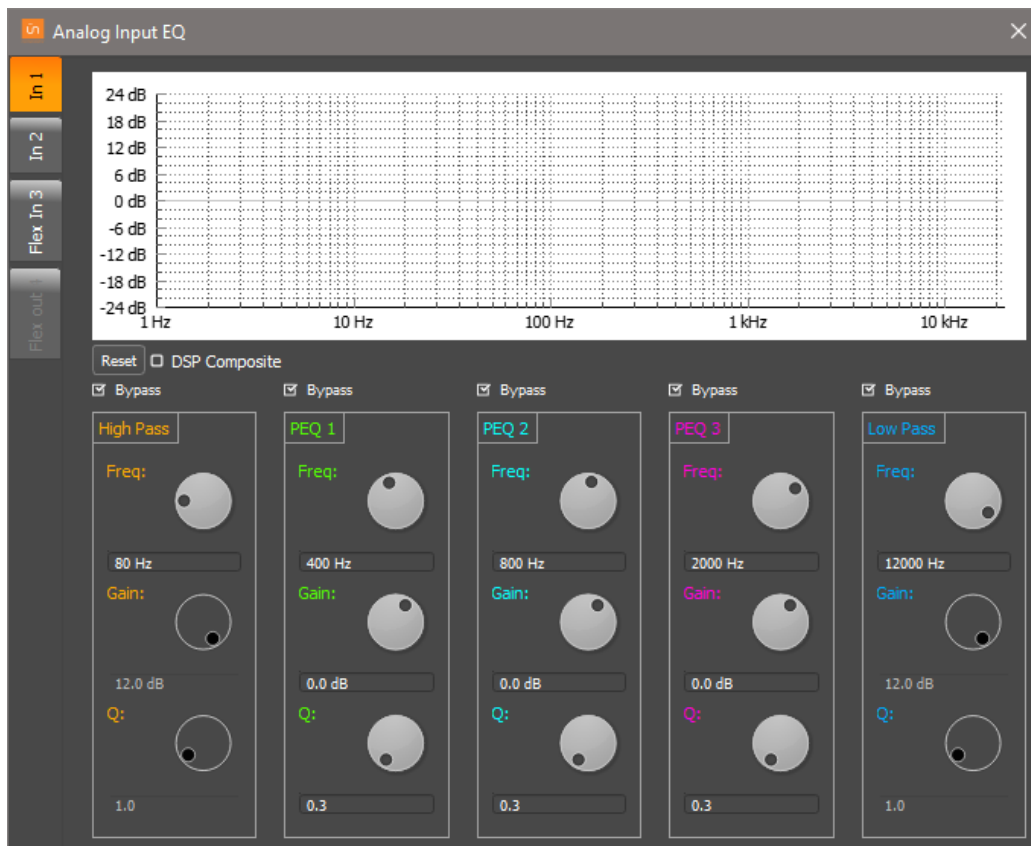 Analog Input EQ
In 1
In 2
Flex In 3
24 dB
18 dB
12 dB
6 dB
0 dB
-6 dB
-12 dB
-18 dB
-24 dB
1 Hz 10 Hz 100 Hz 1 kHz 10 kHz
Reset DSP Composite
Bypass Bypass Bypass Bypass Bypass
High Pass PEQ 1 PEQ 2 PEQ 3 Low Pass
Freq: Freq: Freq: Freq: Freq:
80 Hz 400 Hz 800 Hz 2000 Hz 12000 Hz
Gain: Gain: Gain: Gain: Gain:
12.0 dB 0.0 dB 0.0 dB 0.0 dB 12.0 dB
Q: Q: Q: Q: Q:
1.0 0.3 0.3 0.3 1.0
Flex out